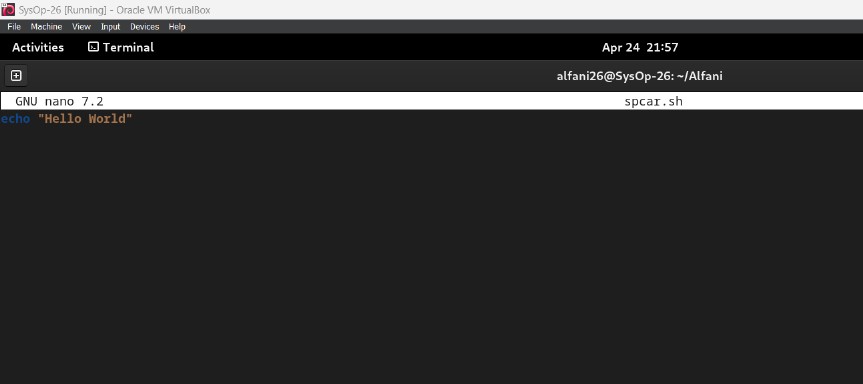 SysOp-26 [Running] - Oracle VM VirtualBox
File Machine View Input Devices Help
Activities Terminal Apr 24 21:57
alfani26@SysOp-26: ~/Alfani
GNU nano 7.2 spcar.sh
echo "Hello World"